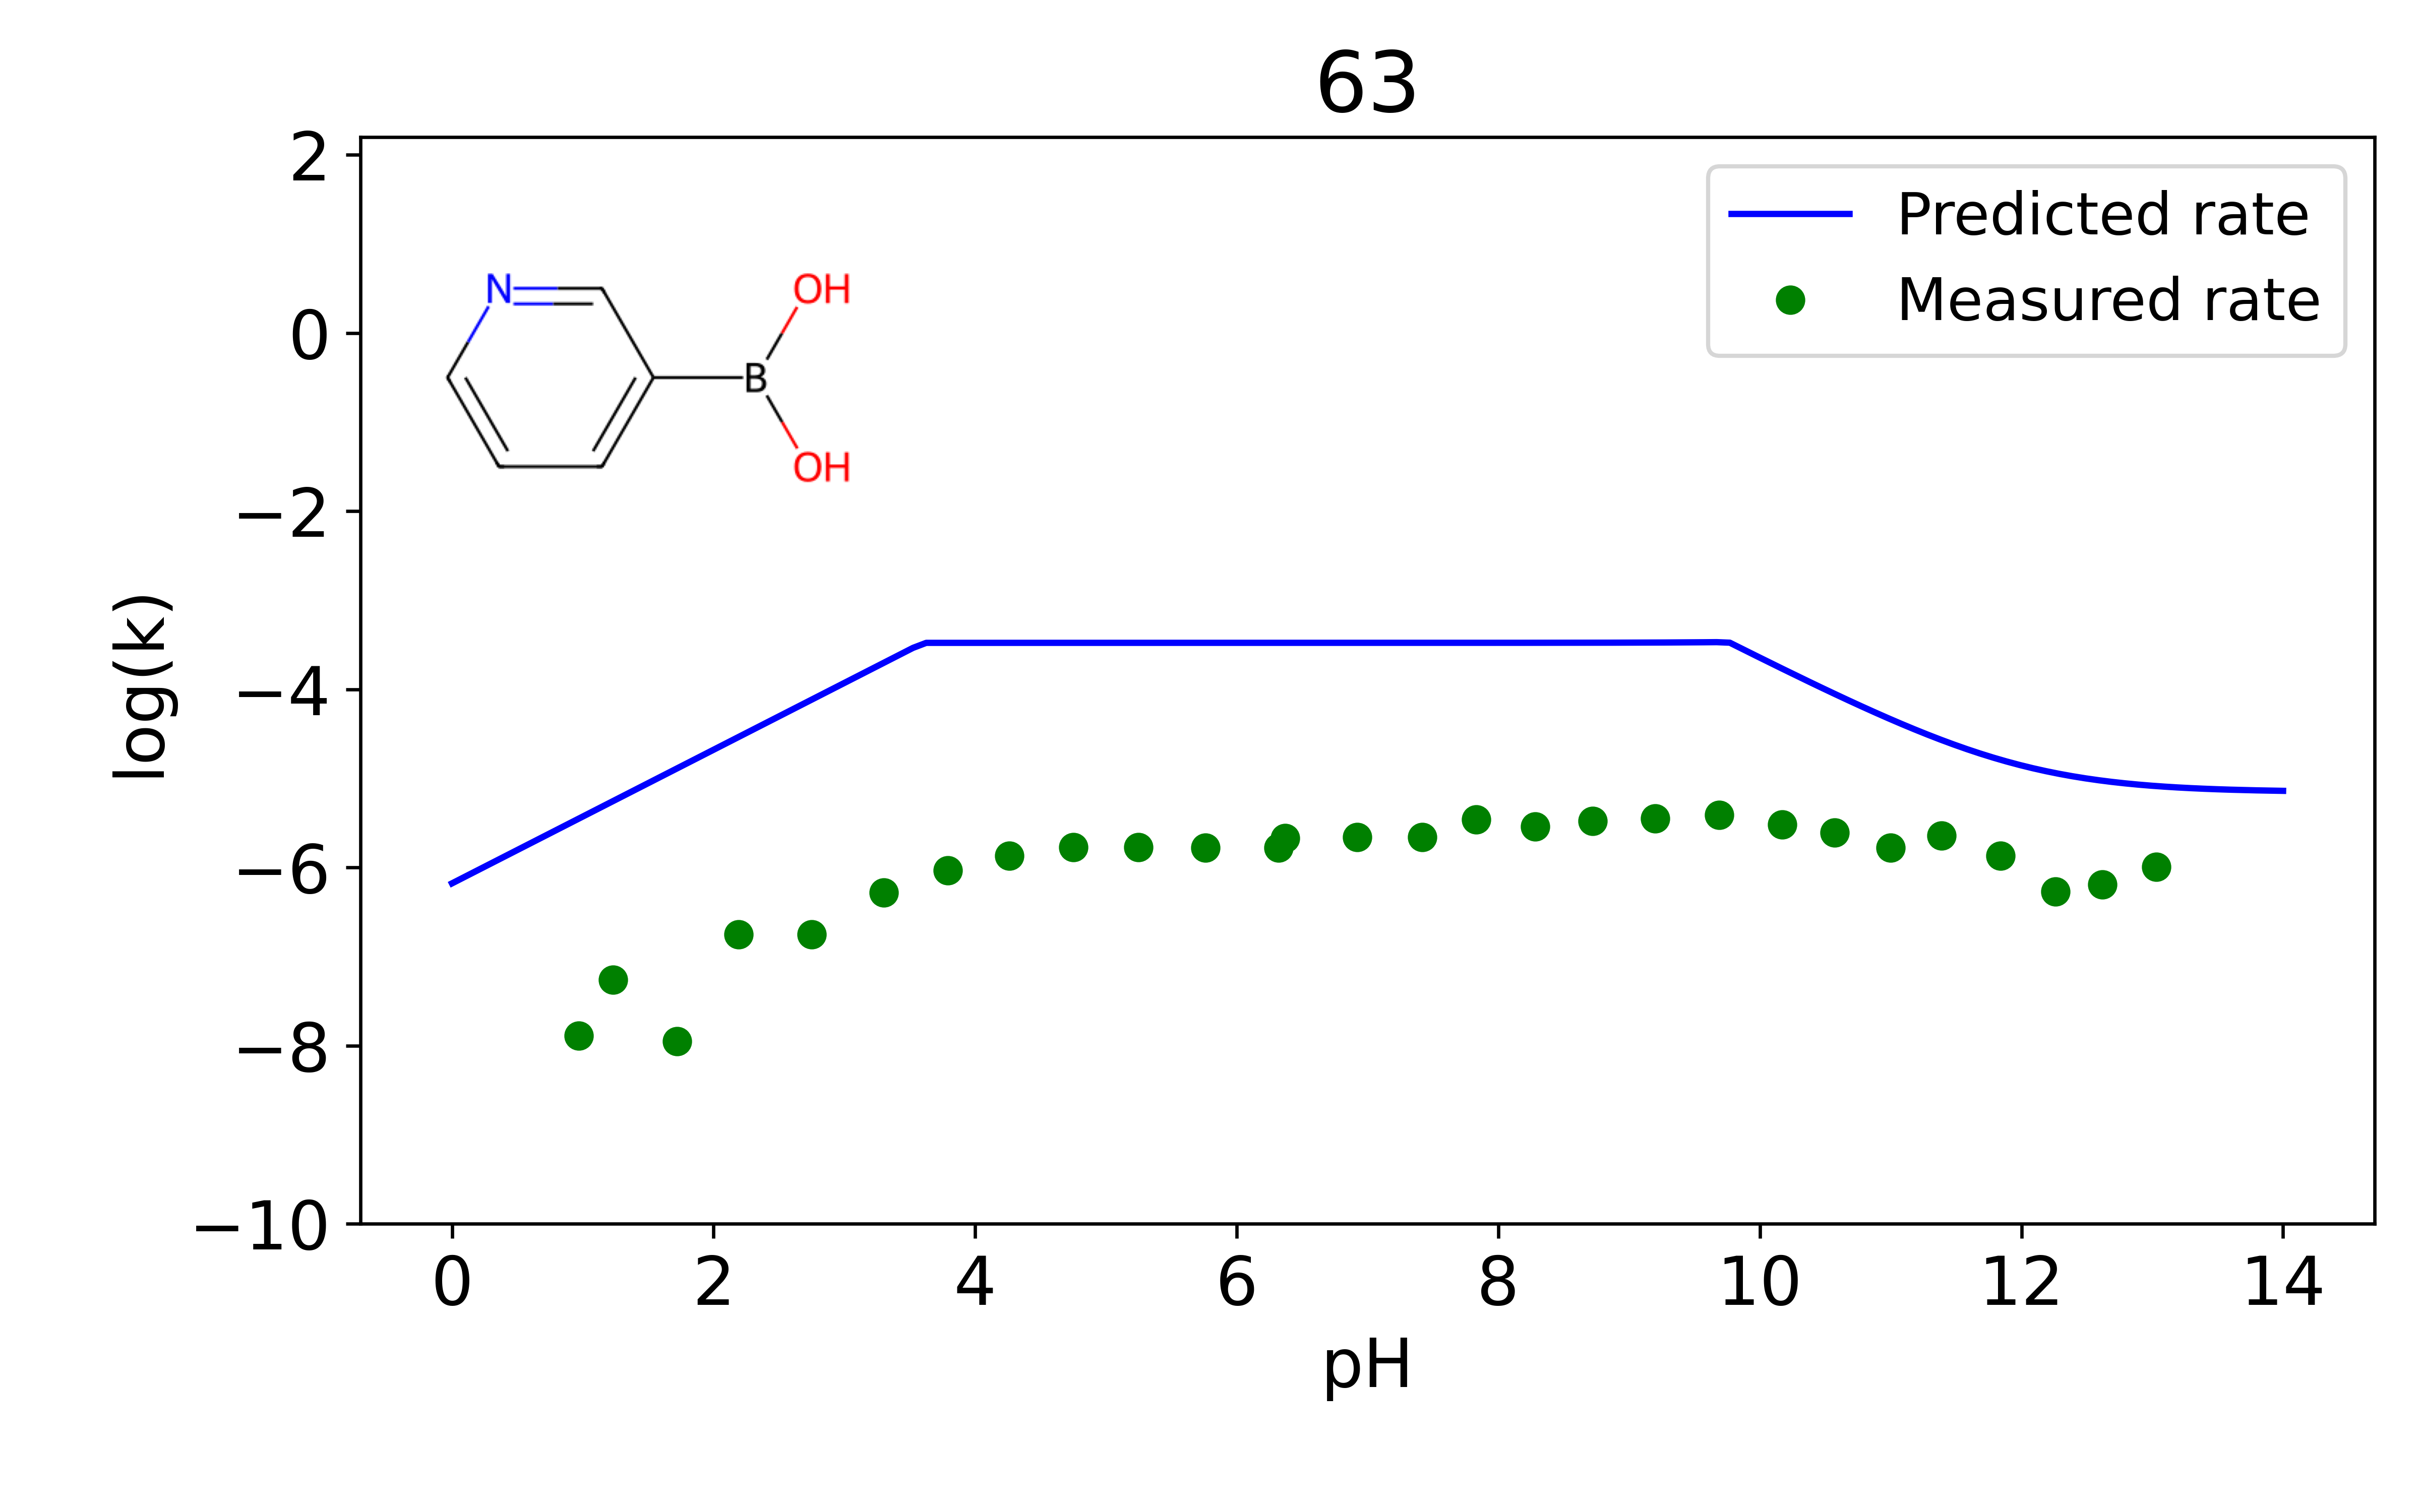 63
2
0
−2
−4
−6
−8
−10
log(k)
Predicted rate
Measured rate
N
OH
B
OH
0 2 4 6 8 10 12 14
pH